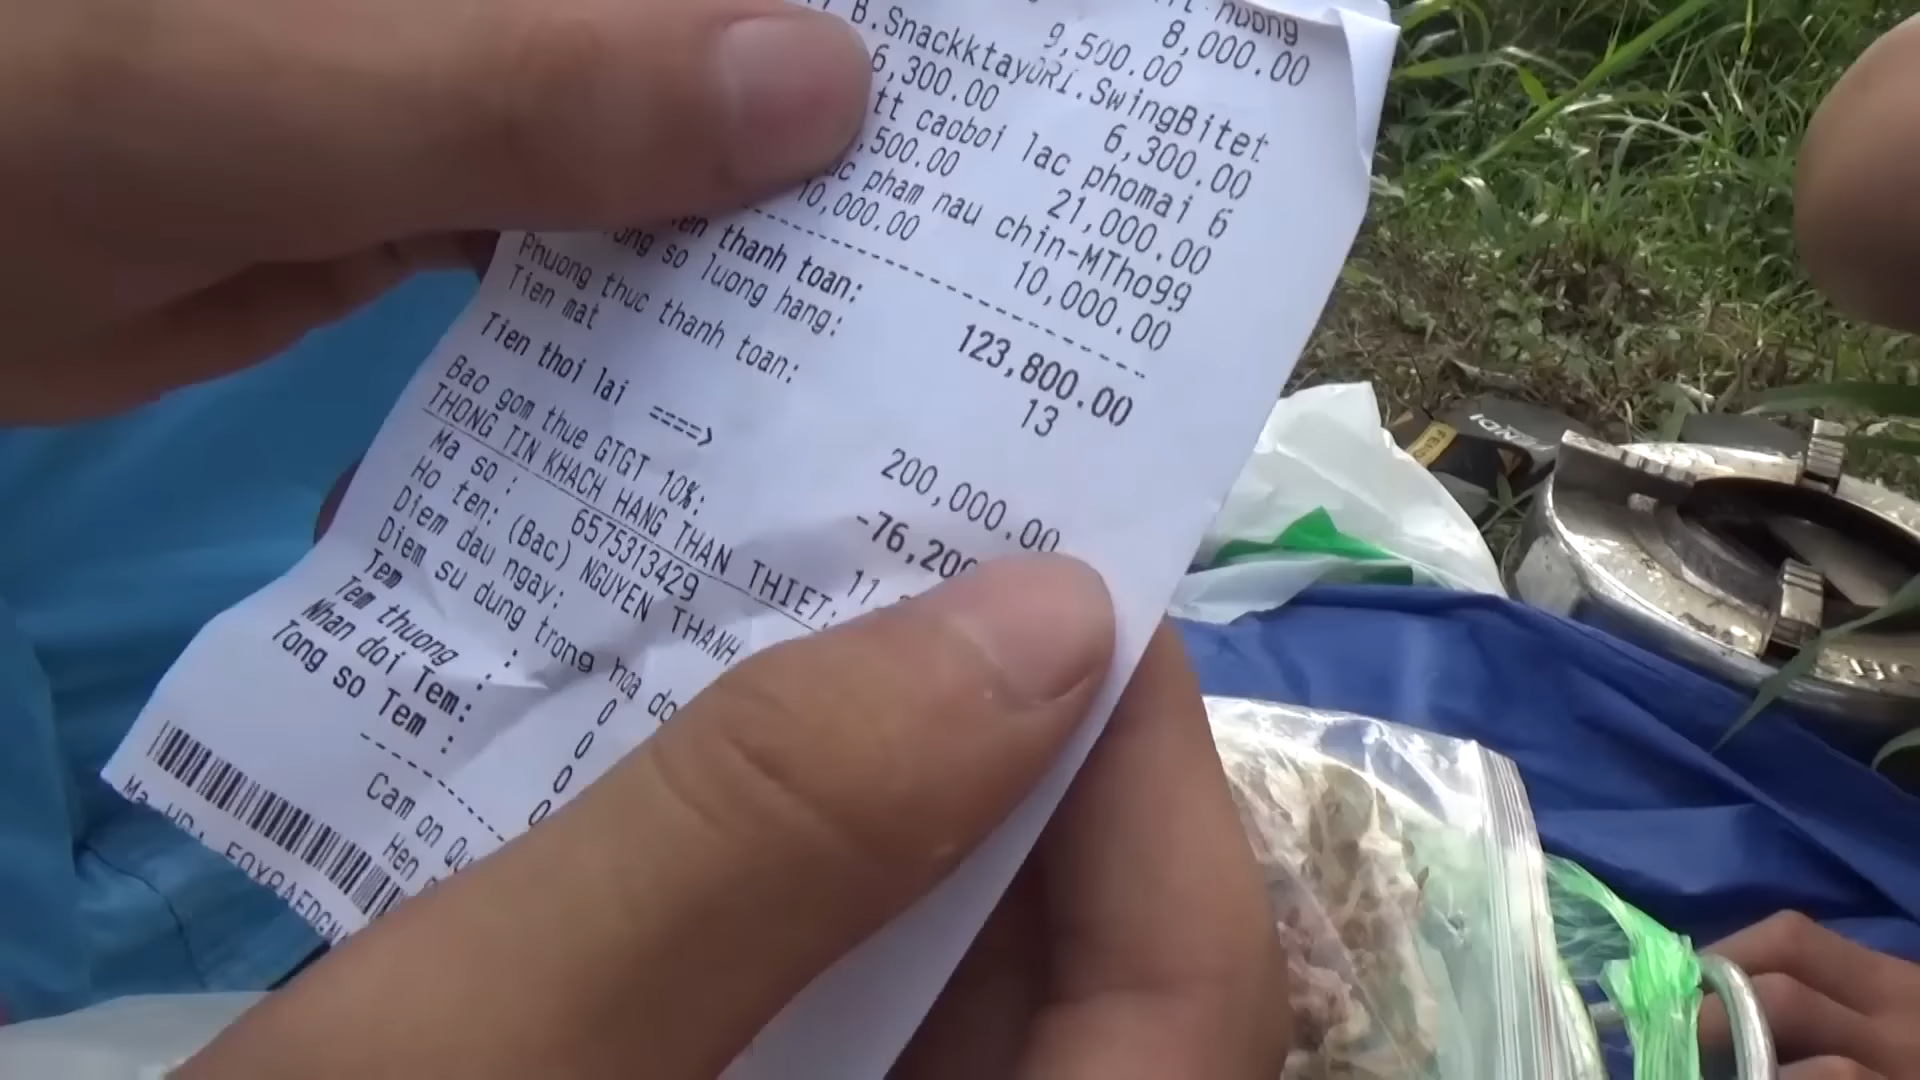 huong
9,500.00 8,000.00
B.SnackktayORI.SwingBitet
6,300.00 6,300.00
tt caoboi lac phomai 6
,500.00 21,000.00
pham nau chin-MTho99
10,000.00 10,000.00
thanh toan: 123,800.00
so luong hang: 13
Phuong thuc thanh toan:
Tien mat 200,000.00
Tien thoi lai ====> -76,200
Bao gom thue GTGT 10%: 11
THONG TIN KHACH HANG THAN THIET:
Ma so : 6575313429
Ho ten: (Bac) NGUYEN THANH
Diem dau ngay:
Diem su dung trong hoa do
Tem : 0
Tem thuong : 0
Nhan doi Tem: 0
Tong so Tem : 0
Cam on Qu
Hen